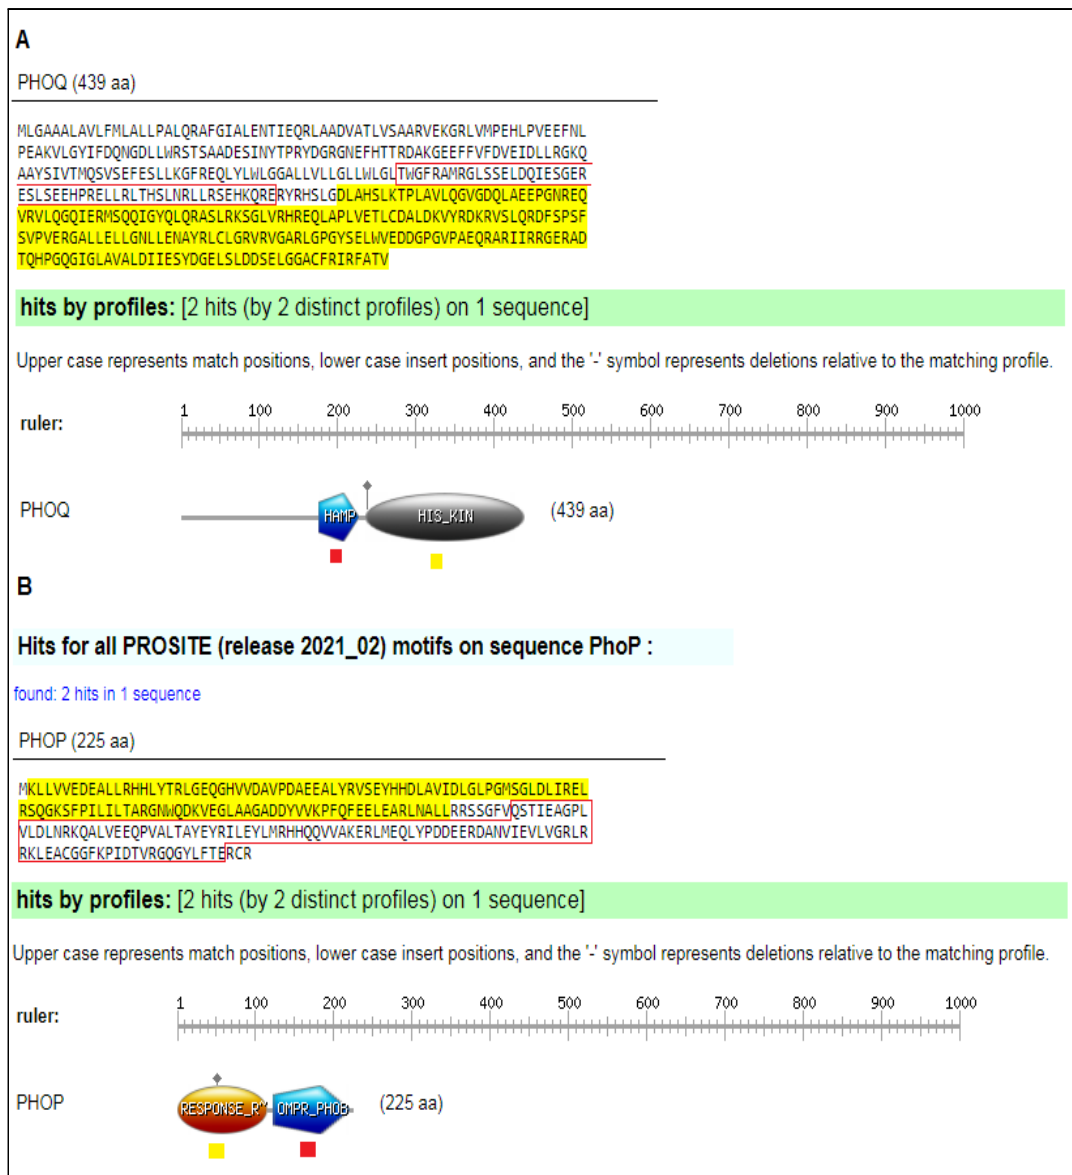 A
PHOQ (439 aa)
MLGAAALAVLFMLALLPALQRAFGIALENTIEQRLAADVATLVSAARVEKGRLVMPEHLPVEEFNL
PEAKVLGYIFDQNGDLLWRSTSAADESINYTPRYDGRGNEFHTTRDAKGEEFFVFDVEIDLLRGKQ
AAYSIVTMQSVSEFESLLKGFREQLYLWLGGALLVLLGLLWLGLTWGFRAMRGLSSELDQIESGER
ESLSEEHPRELLRLTHSLNRLLRSEHKQRERYRHSLGDLAHSLKTPLAVLQGVGDQLAEEPGNREQ
VRVLQGQIERMSQQIGYQLQRASLRKSGLVRHREQLAPLVETLCDALDKVYRDKRVSLQRDFSPSF
SVPVERGALLELLGNLLENAYRLCLGRVRVGARLGPGYSELWVEDDGPGVPAEQRARIIRRGERAD
TQHPGQGIGLAVALDIIESYDGELSLDDSELGGACFRIRFATV
hits by profiles: [2 hits (by 2 distinct profiles) on 1 sequence]
Upper case represents match positions, lower case insert positions, and the '-' symbol represents deletions relative to the matching profile.
1 100 200 300 400 500 600 700 800 900 1000
ruler:
PHOQ HAMP HIS_KIN (439 aa)
B
Hits for all PROSITE (release 2021_02) motifs on sequence PhoP :
found: 2 hits in 1 sequence
PHOP (225 aa)
MKLLVVEDEALLRHHLYTRLGEQGHVVDAVPDAEEALYRVSEYHHDLAVIDLGLPGMSGLDLIREL
RSQGKSFPILILTARGNWQDKVEGLAAGADDYVVKPFQFEELEARLNALLRRSSGFVQSTIEAGPL
VLDLNRKQALVEEQPVALTAYEYRILEYLMRHHQQVVAKERLMEQLYPDDEERDANVIEVLVGRLR
RKLEACGGFKPIDTVRGQGYLFTERCR
hits by profiles: [2 hits (by 2 distinct profiles) on 1 sequence]
Upper case represents match positions, lower case insert positions, and the '-' symbol represents deletions relative to the matching profile.
1 100 200 300 400 500 600 700 800 900 1000
ruler:
PHOP RESPONSE_R OMPR_PHOB (225 aa)